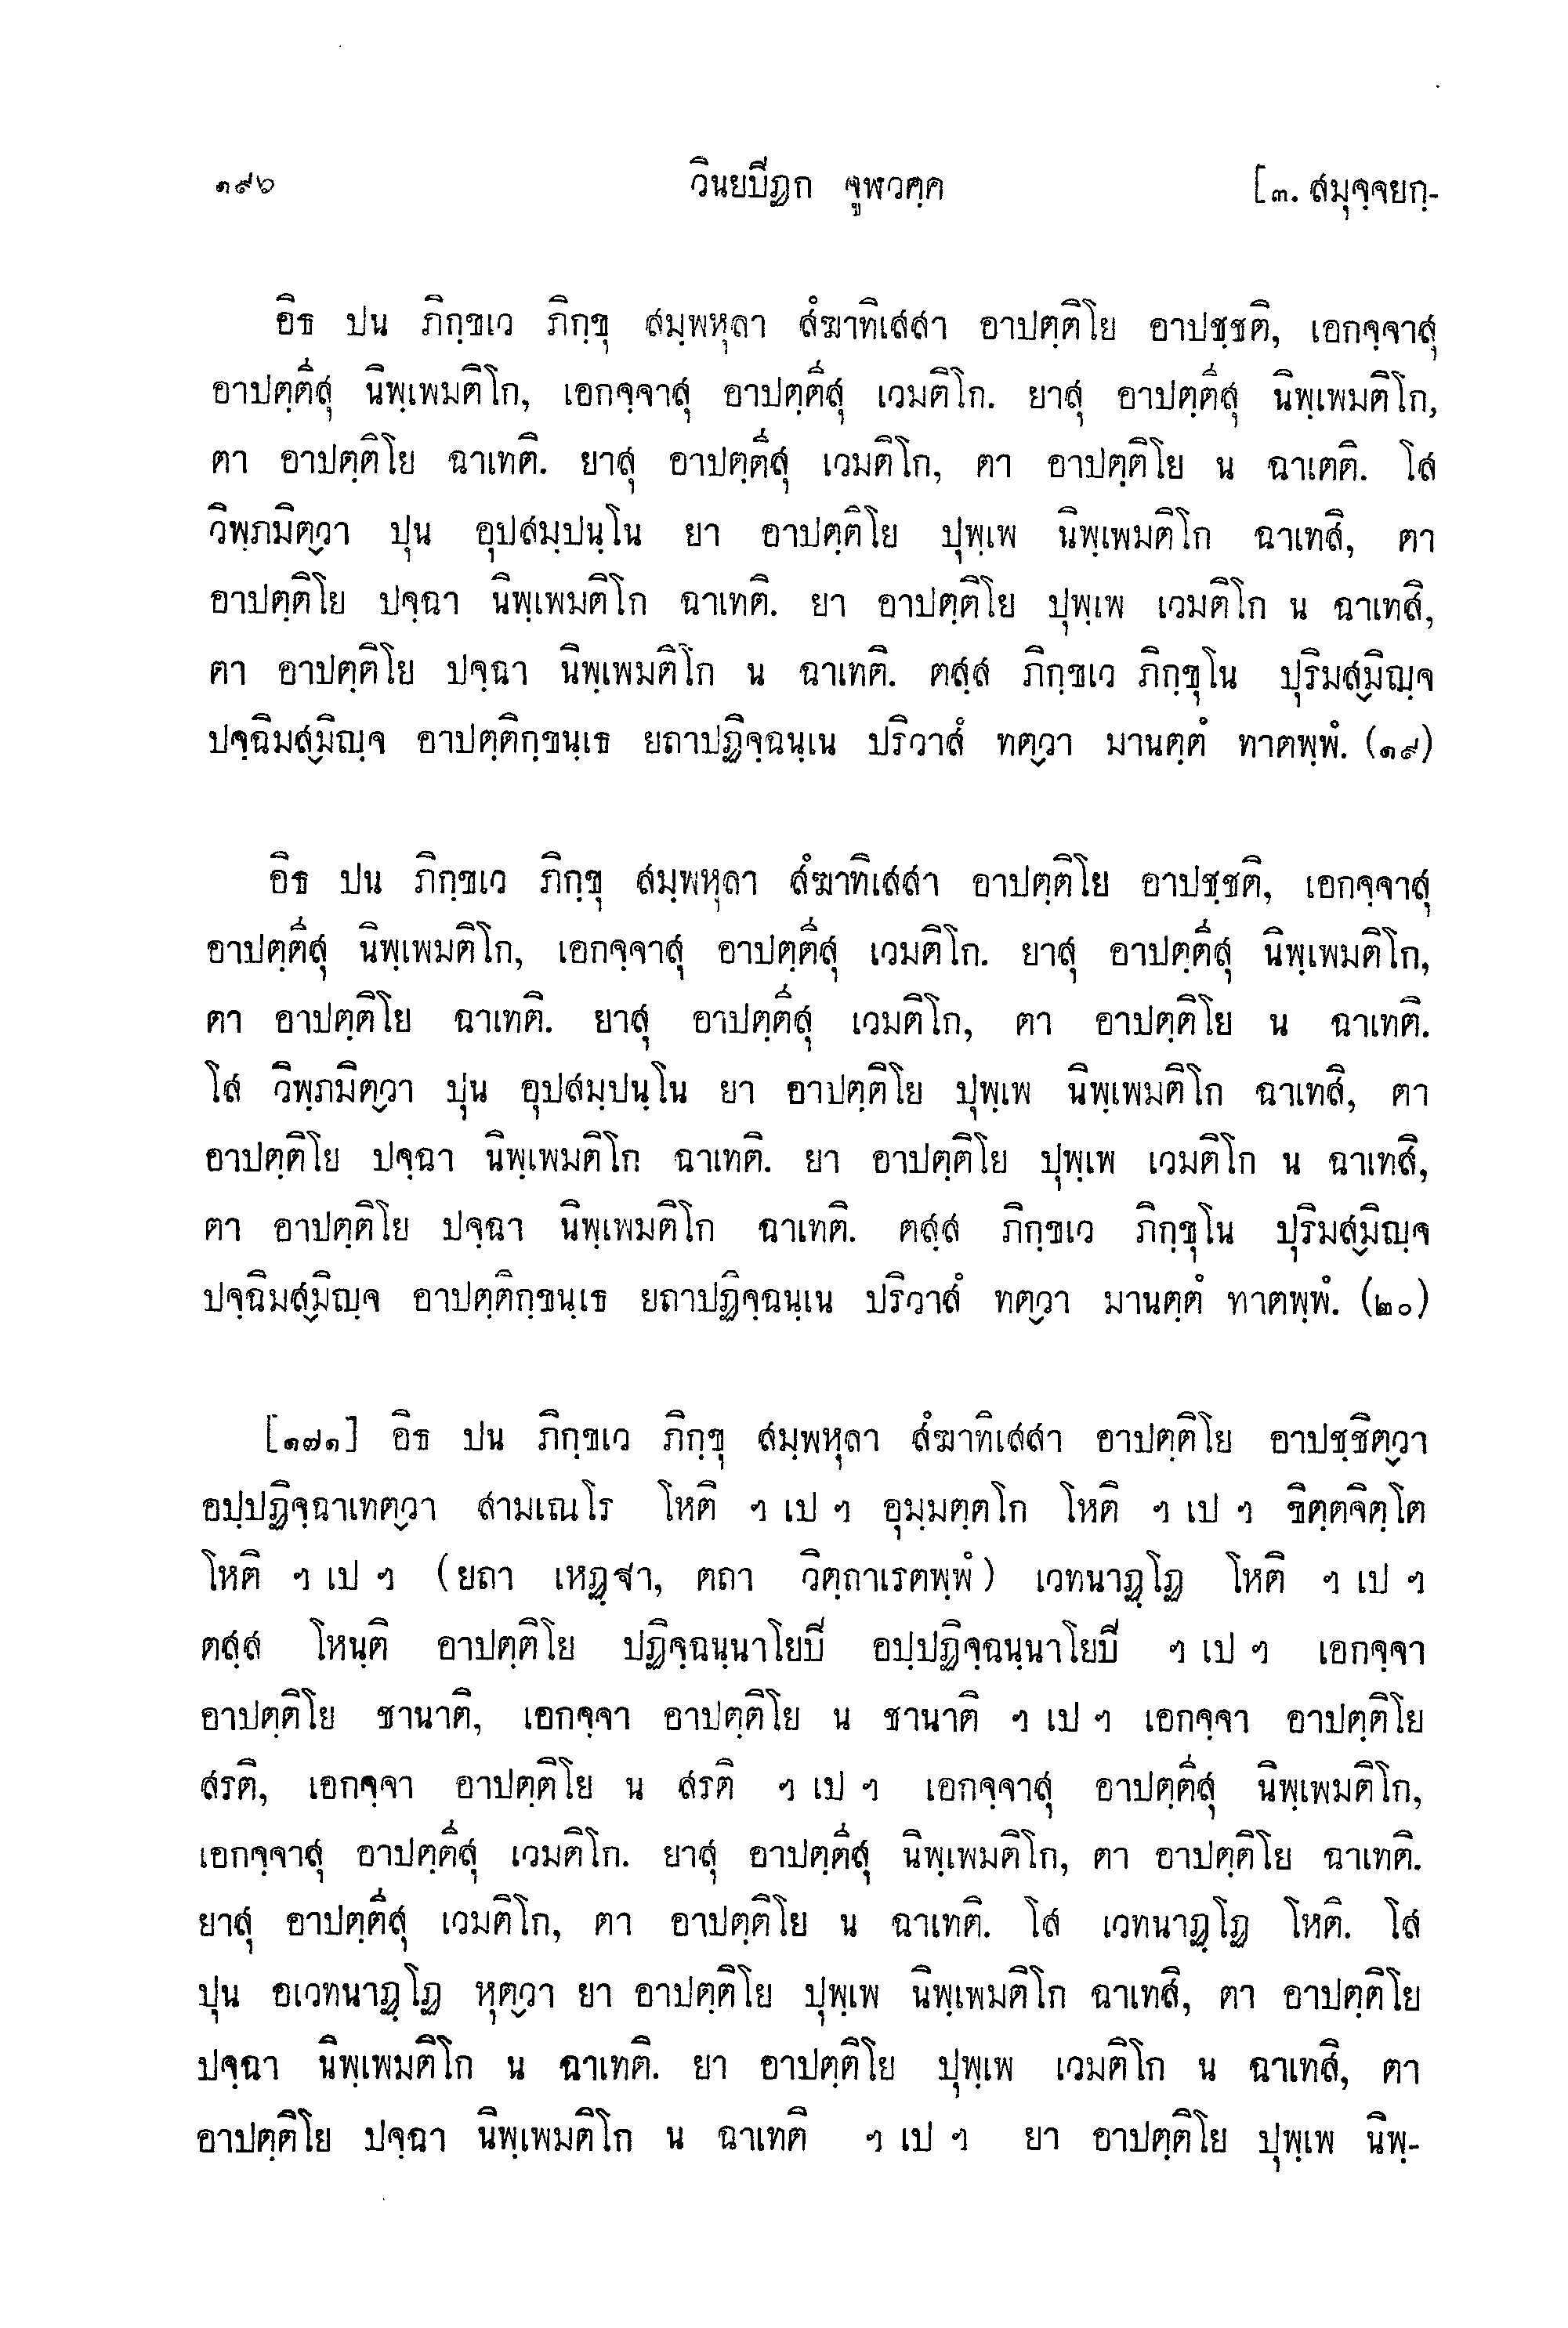 ๑๙๖ วินยปิฏก จูฬวคฺค [๓. สมุจฺจยกฺ-
อิธ ปน ภิกฺขเว ภิกฺขุ สมฺพหุลา สํฆาทิเสสา อาปตฺติโย อาปชฺชติ, เอกจฺจาสุ
อาปตฺตีสุ นิพฺเพมติโก, เอกจฺจาสุ อาปตฺตีสุ เวมติโก. ยาสุ อาปตฺตีสุ นิพฺเพมติโก,
ตา อาปตฺติโย ฉาเทติ. ยาสุ อาปตฺตีสุ เวมติโก, ตา อาปตฺติโย น ฉาเตติ. โส
วิพฺภมิตฺวา ปุน อุปสมฺปนฺโน ยา อาปตฺติโย ปุพฺเพ นิพฺเพมติโก ฉาเทสิ, ตา
อาปตฺติโย ปจฺฉา นิพฺเพมติโก ฉาเทติ. ยา อาปตฺติโย ปุพฺเพ เวมติโก น ฉาเทสิ,
ตา อาปตฺติโย ปจฺฉา นิพฺเพมติโก น ฉาเทติ. ตสฺส ภิกฺขเว ภิกฺขุโน ปุริมสฺมิญฺจ
ปจฺฉิมสฺมิญฺจ อาปตฺติกฺขนฺเธ ยถาปฏิจฺฉนฺเน ปริวาสํ ทตฺวา มานตฺตํ ทาตพฺพํ. (๑๙)
อิธ ปน ภิกฺขเว ภิกฺขุ สมฺพหุลา สํฆาทิเสสา อาปตฺติโย อาปชฺชติ, เอกจฺจาสุ
อาปตฺตีสุ นิพฺเพมติโก, เอกจฺจาสุ อาปตฺตีสุ เวมติโก. ยาสุ อาปตฺตีสุ นิพฺเพมติโก,
ตา อาปตฺติโย ฉาเทติ. ยาสุ อาปตฺตีสุ เวมติโก, ตา อาปตฺติโย น ฉาเทติ.
โส วิพฺภมิตฺวา ปุน อุปสมฺปนฺโน ยา อาปตฺติโย ปุพฺเพ นิพฺเพมติโก ฉาเทสิ, ตา
อาปตฺติโย ปจฺฉา นิพฺเพมติโก ฉาเทติ. ยา อาปตฺติโย ปุพฺเพ เวมติโก น ฉาเทสิ,
ตา อาปตฺติโย ปจฺฉา นิพฺเพมติโก ฉาเทติ. ตสฺส ภิกฺขเว ภิกฺขุโน ปุริมสฺมิญฺจ
ปจฺฉิมสฺมิญฺจ อาปตฺติกฺขนฺเธ ยถาปฏิจฺฉนฺเน ปริวาสํ ทตฺวา มานตฺตํ ทาตพฺพํ. (๒๐)
[๑๗๑] อิธ ปน ภิกฺขเว ภิกฺขุ สมฺพหุลา สํฆาทิเสสา อาปตฺติโย อาปชฺชิตฺวา
อปฺปฏิจฺฉาเทตฺวา สามเณโร โหติ ฯ เป ฯ อุมฺมตฺตโก โหติ ฯ เป ฯ ขิตฺตจิตฺโต
โหติ ฯ เป ฯ (ยถา เหฏฺฐา, ตถา วิตฺถาเรตพฺพํ) เวทนาฏฺโฏ โหติ ฯ เป ฯ
ตสฺส โหนฺติ อาปตฺติโย ปฏิจฺฉนฺนาโยปิ อปฺปฏิจฺฉนฺนาโยปิ ฯ เป ฯ เอกจฺจา
อาปตฺติโย ชานาติ, เอกจฺจา อาปตฺติโย น ชานาติ ฯ เป ฯ เอกจฺจา อาปตฺติโย
สรติ, เอกจฺจา อาปตฺติโย น สรติ ฯ เป ฯ เอกจฺจาสุ อาปตฺตีสุ นิพฺเพมติโก,
เอกจฺจาสุ อาปตฺตีสุ เวมติโก. ยาสุ อาปตฺตีสุ นิพฺเพมติโก, ตา อาปตฺติโย ฉาเทติ.
ยาสุ อาปตฺตีสุ เวมติโก, ตา อาปตฺติโย น ฉาเทติ. โส เวทนาฏฺโฏ โหติ. โส
ปุน อเวทนาฏฺโฏ หุตฺวา ยา อาปตฺติโย ปุพฺเพ นิพฺเพมติโก ฉาเทสิ, ตา อาปตฺติโย
ปจฺฉา นิพฺเพมติโก น ฉาเทติ. ยา อาปตฺติโย ปุพฺเพ เวมติโก น ฉาเทสิ, ตา
อาปตฺติโย ปจฺฉา นิพฺเพมติโก น ฉาเทติ ฯ เป ฯ ยา อาปตฺติโย ปุพฺเพ นิพฺ-